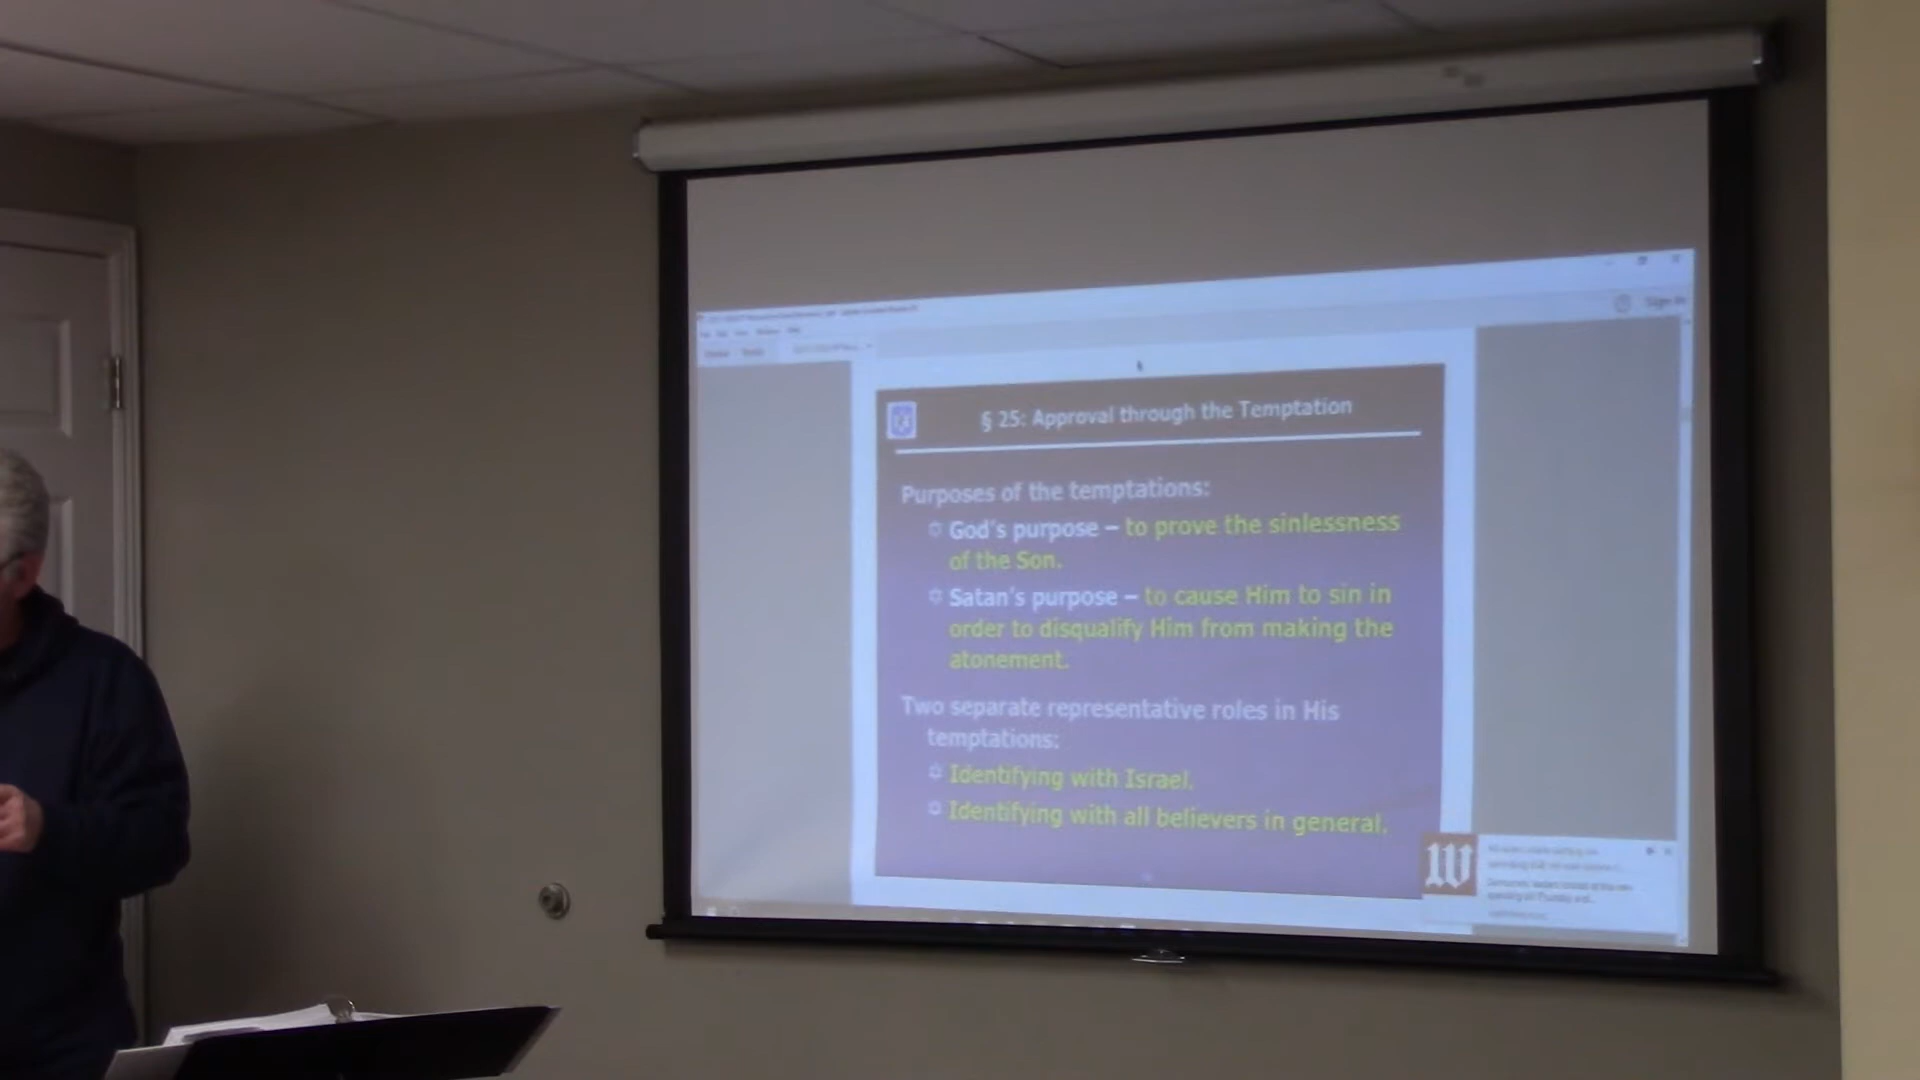 Sign In
§ 25: Approval through the Temptation
Purposes of the temptations:
God's purpose – to prove the sinlessness
of the Son.
Satan's purpose – to cause Him to sin in
order to disqualify Him from making the
atonement.
Two separate representative roles in His
temptations:
Identifying with Israel.
Identifying with all believers in general.
W